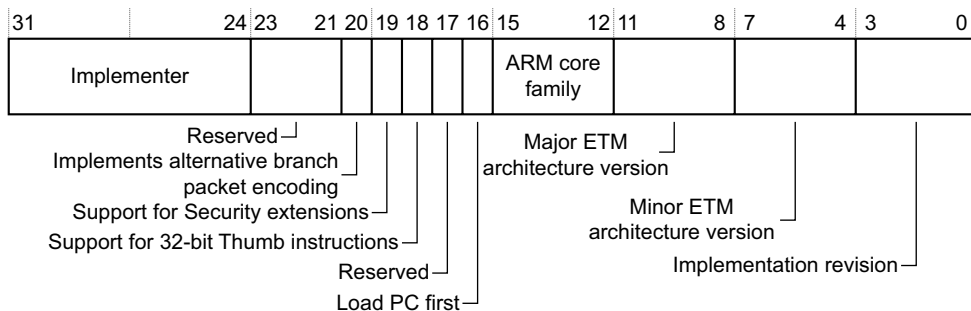 31 24 23 21 20 19 18 17 16 15 12 11 8 7 4 3 0
Implementer
ARM core
family
Reserved
Implements alternative branch
packet encoding
Support for Security extensions
Support for 32-bit Thumb instructions
Reserved
Load PC first
Major ETM
architecture version
Minor ETM
architecture version
Implementation revision